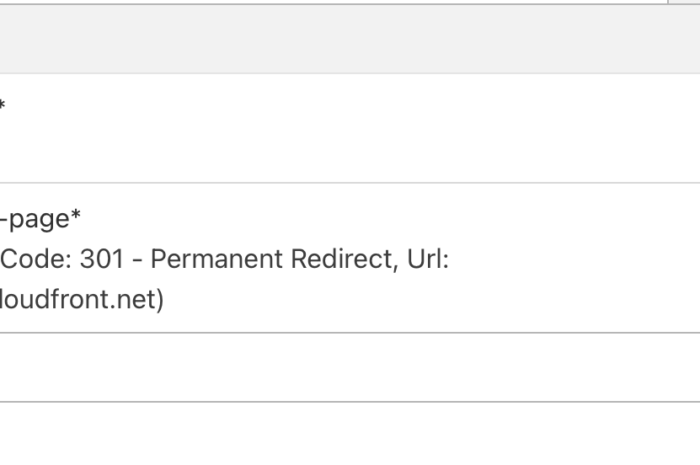 *
-page*
Code: 301 - Permanent Redirect, Url:
loudfront.net)